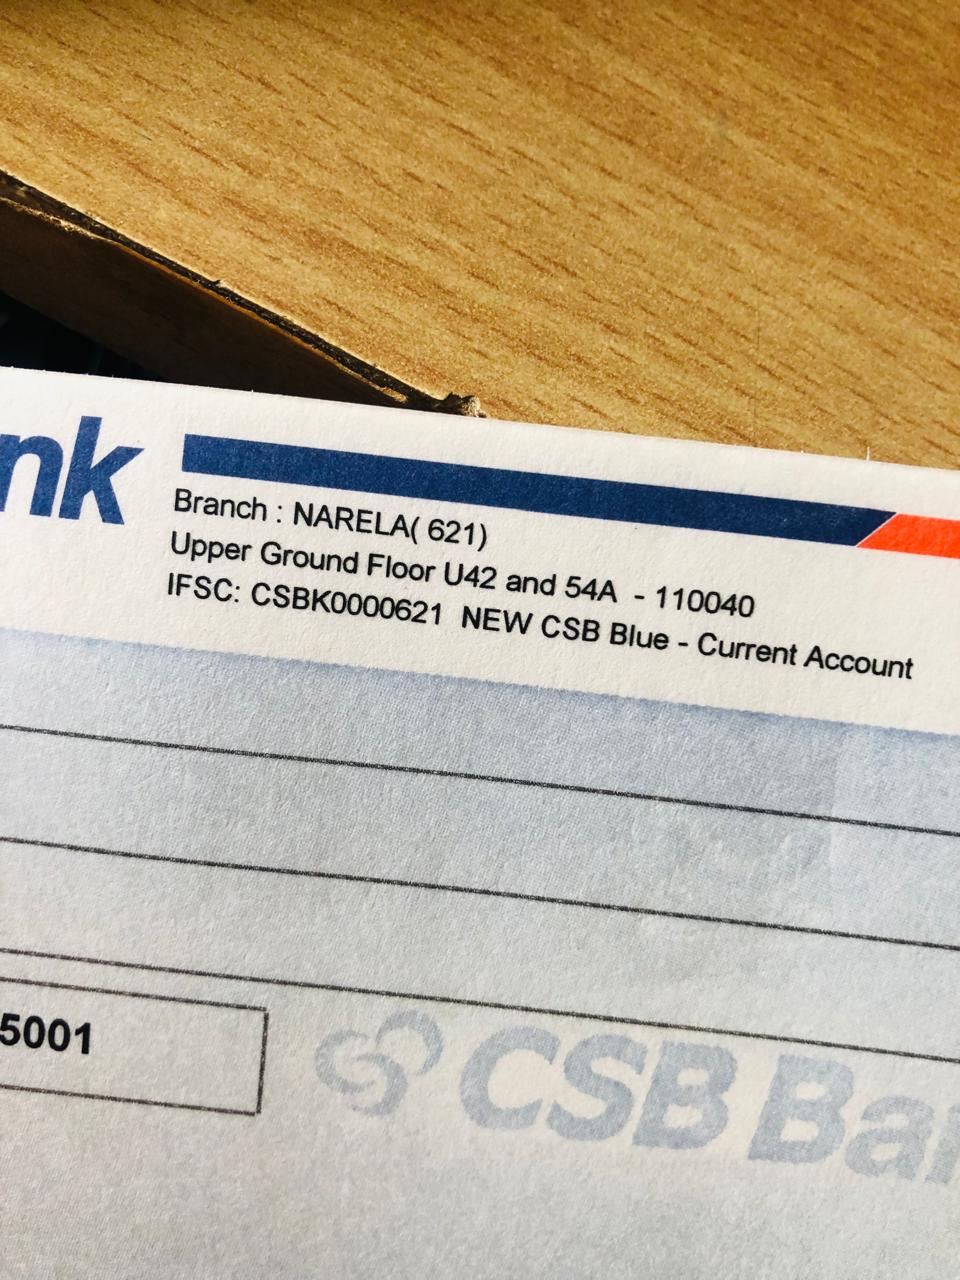 nk
Branch : NARELA( 621)
Upper Ground Floor U42 and 54A - 110040
IFSC: CSBK0000621 NEW CSB Blue - Current Account
5001
CSB Ban